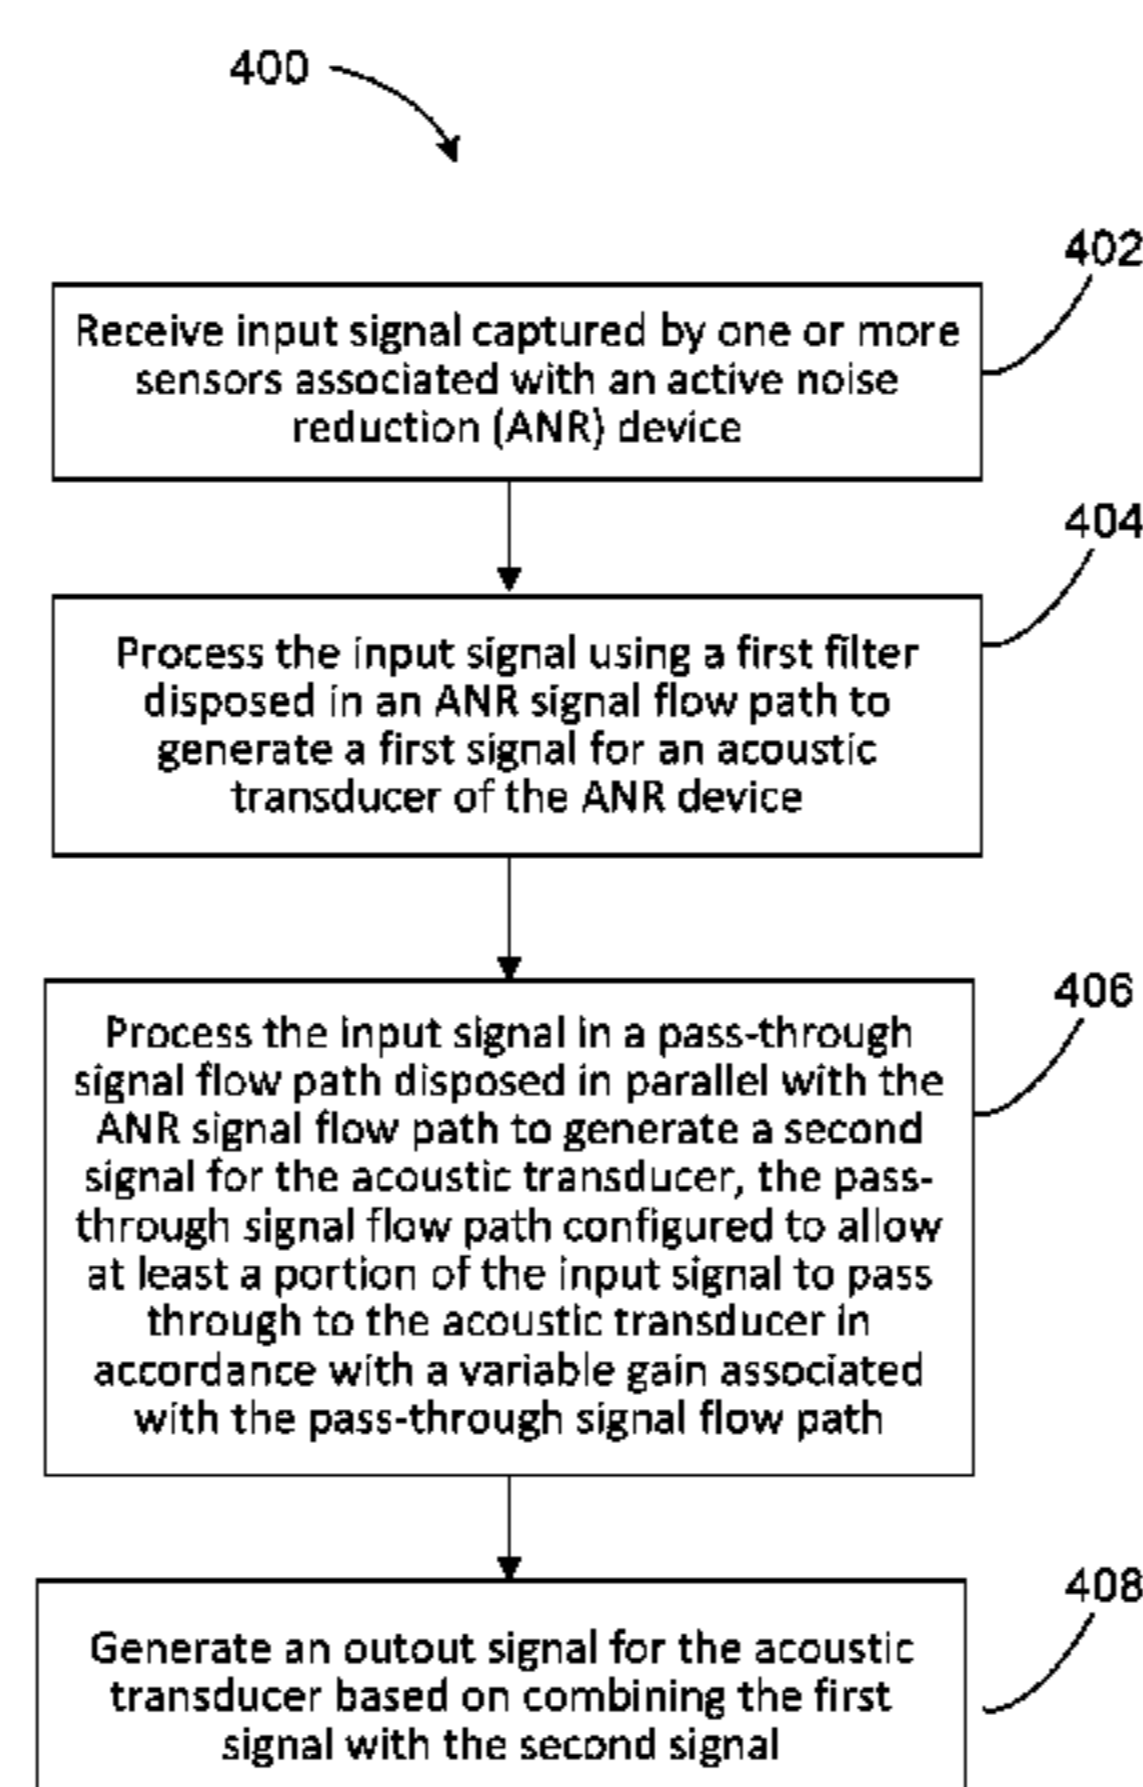 400
402
Receive input signal captured by one or more
sensors associated with an active noise
reduction (ANR) device
404
Process the input signal using a first filter
disposed in an ANR signal flow path to
generate a first signal for an acoustic
transducer of the ANR device
406
Process the input signal in a pass-through
signal flow path disposed in parallel with the
ANR signal flow path to generate a second
signal for the acoustic transducer, the pass-
through signal flow path configured to allow
at least a portion of the input signal to pass
through to the acoustic transducer in
accordance with a variable gain associated
with the pass-through signal flow path
408
Generate an outout signal for the acoustic
transducer based on combining the first
signal with the second signal